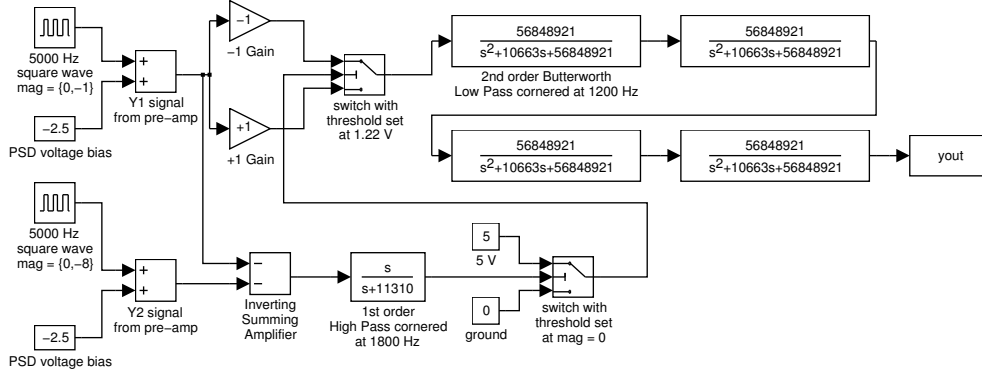 −1
−1 Gain
5000 Hz
square wave
mag = {0,−1}
+
+
Y1 signal
from pre−amp
−2.5
PSD voltage bias
+1
+1 Gain
switch with
threshold set
at 1.22 V
56848921
s²+10663s+56848921
2nd order Butterworth
Low Pass cornered at 1200 Hz
56848921
s²+10663s+56848921
56848921
s²+10663s+56848921
56848921
s²+10663s+56848921
yout
5000 Hz
square wave
mag = {0,−8}
+
+
Y2 signal
from pre−amp
−2.5
PSD voltage bias
−
−
Inverting
Summing
Amplifier
s
s+11310
1st order
High Pass cornered
at 1800 Hz
5
5 V
0
ground
switch with
threshold set
at mag = 0